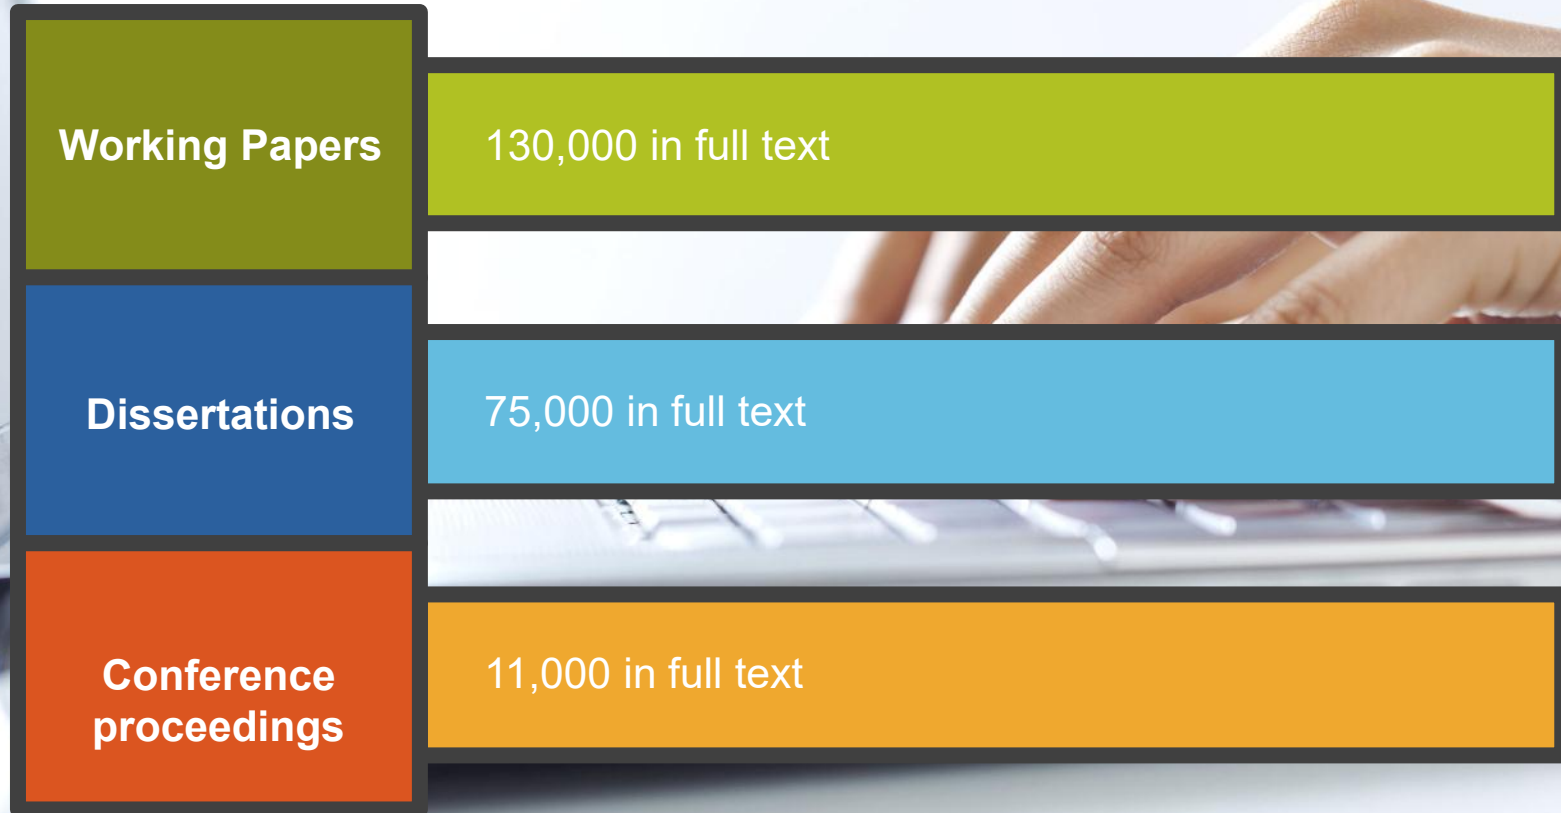 Working Papers
130,000 in full text
Dissertations
75,000 in full text
Conference
proceedings
11,000 in full text